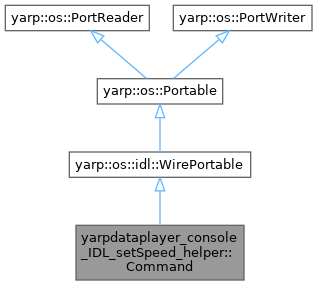 yarp::os::PortReader
yarp::os::PortWriter
yarp::os::Portable
yarp::os::idl::WirePortable
yarpdataplayer_console
_IDL_setSpeed_helper::
Command